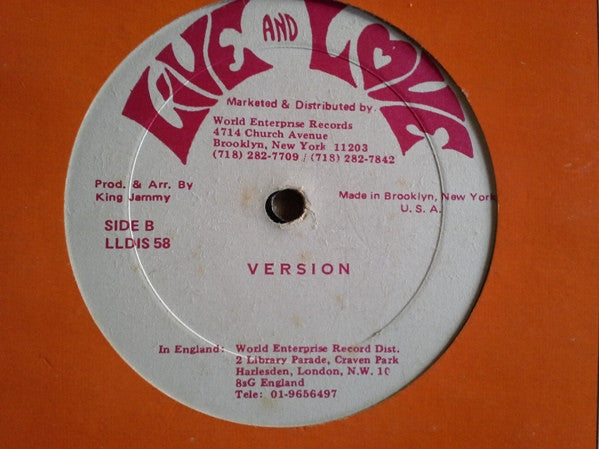 LIVE AND LOVE
Marketed & Distributed by.
World Enterprise Records
4714 Church Avenue
Brooklyn, New York 11203
(718) 282-7709 / (718) 282-7842
Prod. & Arr. By
King Jammy
Made in Brooklyn, New York
U. S. A.
SIDE B
LLDIS 58
VERSION
In England: World Enterprise Record Dist.
2 Library Parade, Craven Park
Harlesden, London, N.W. 10
8sG England
Tele: 01-9656497